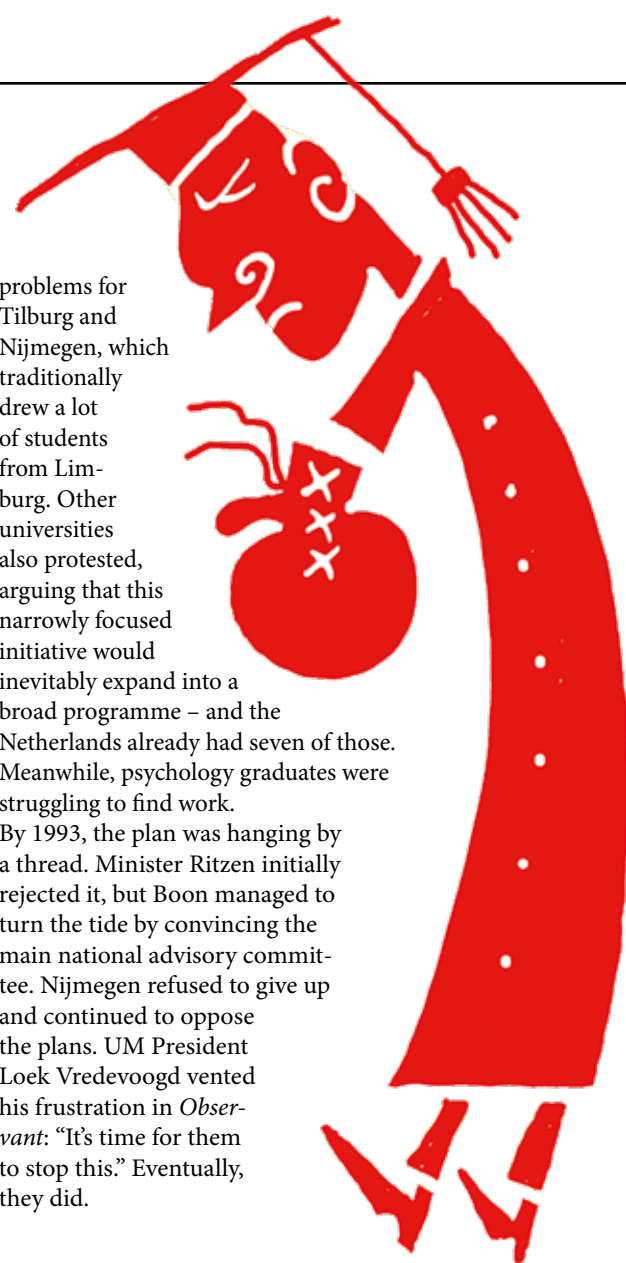 problems for
Tilburg and
Nijmegen, which
traditionally
drew a lot
of students
from Lim-
burg. Other
universities
also protested,
arguing that this
narrowly focused
initiative would
inevitably expand into a
broad programme – and the
Netherlands already had seven of those.
Meanwhile, psychology graduates were
struggling to find work.
By 1993, the plan was hanging by
a thread. Minister Ritzen initially
rejected it, but Boon managed to
turn the tide by convincing the
main national advisory commit-
tee. Nijmegen refused to give up
and continued to oppose
the plans. UM President
Loek Vredevoogd vented
his frustration in Obser-
vant: “It’s time for them
to stop this.” Eventually,
they did.